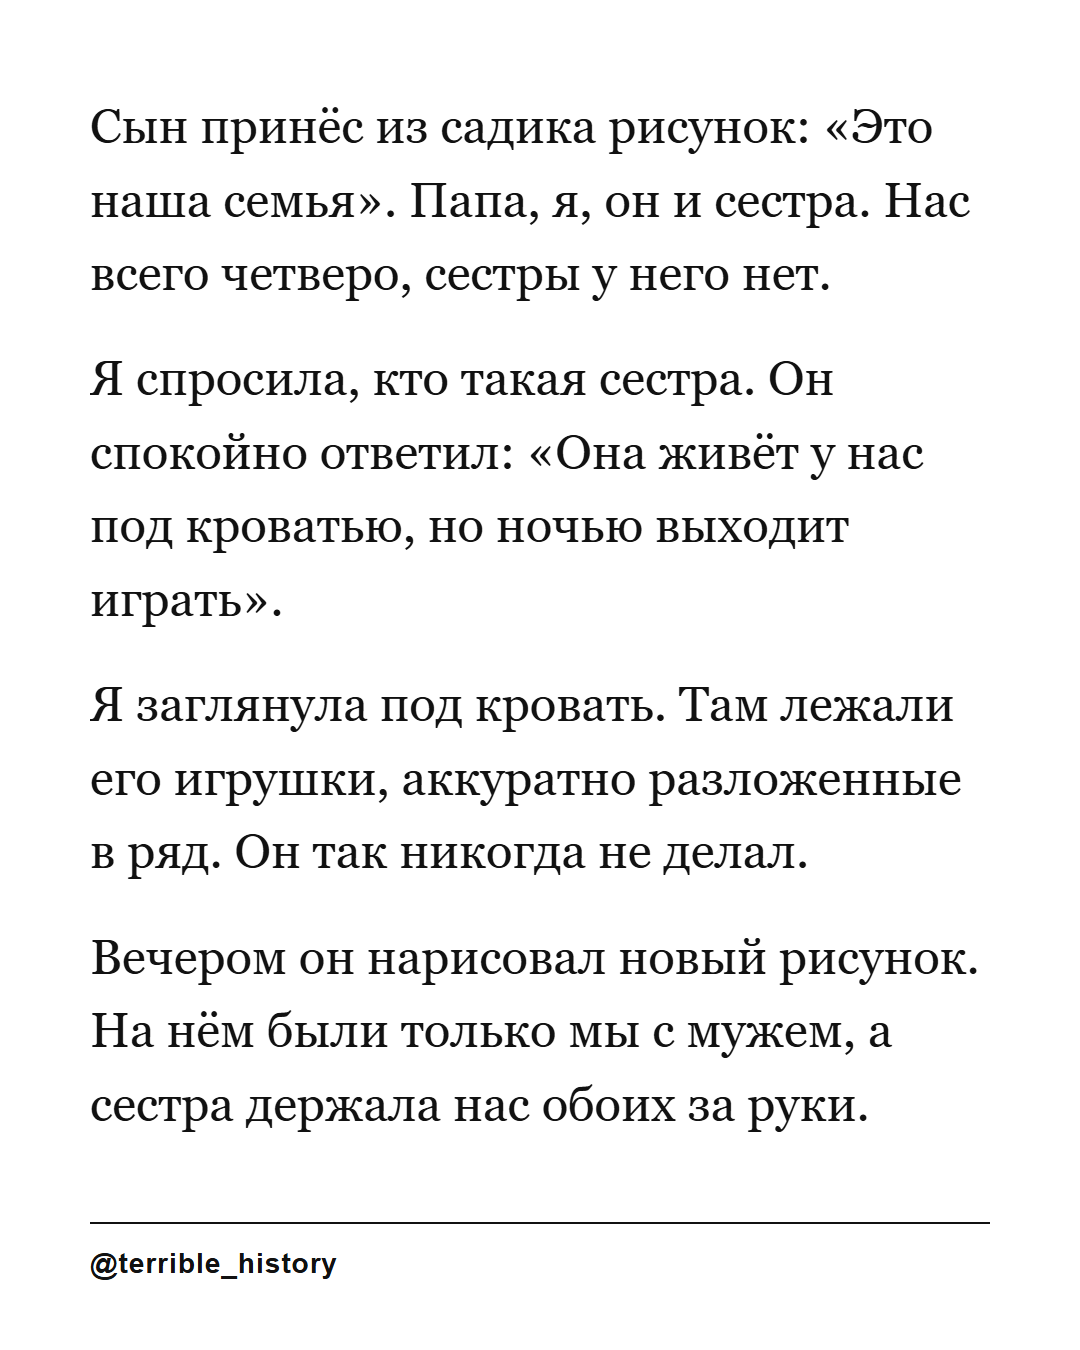 Сын принёс из садика рисунок: «Это
наша семья». Папа, я, он и сестра. Нас
всего четверо, сестры у него нет.
Я спросила, кто такая сестра. Он
спокойно ответил: «Она живёт у нас
под кроватью, но ночью выходит
играть».
Я заглянула под кровать. Там лежали
его игрушки, аккуратно разложенные
в ряд. Он так никогда не делал.
Вечером он нарисовал новый рисунок.
На нём были только мы с мужем, а
сестра держала нас обоих за руки.
@terrible_history